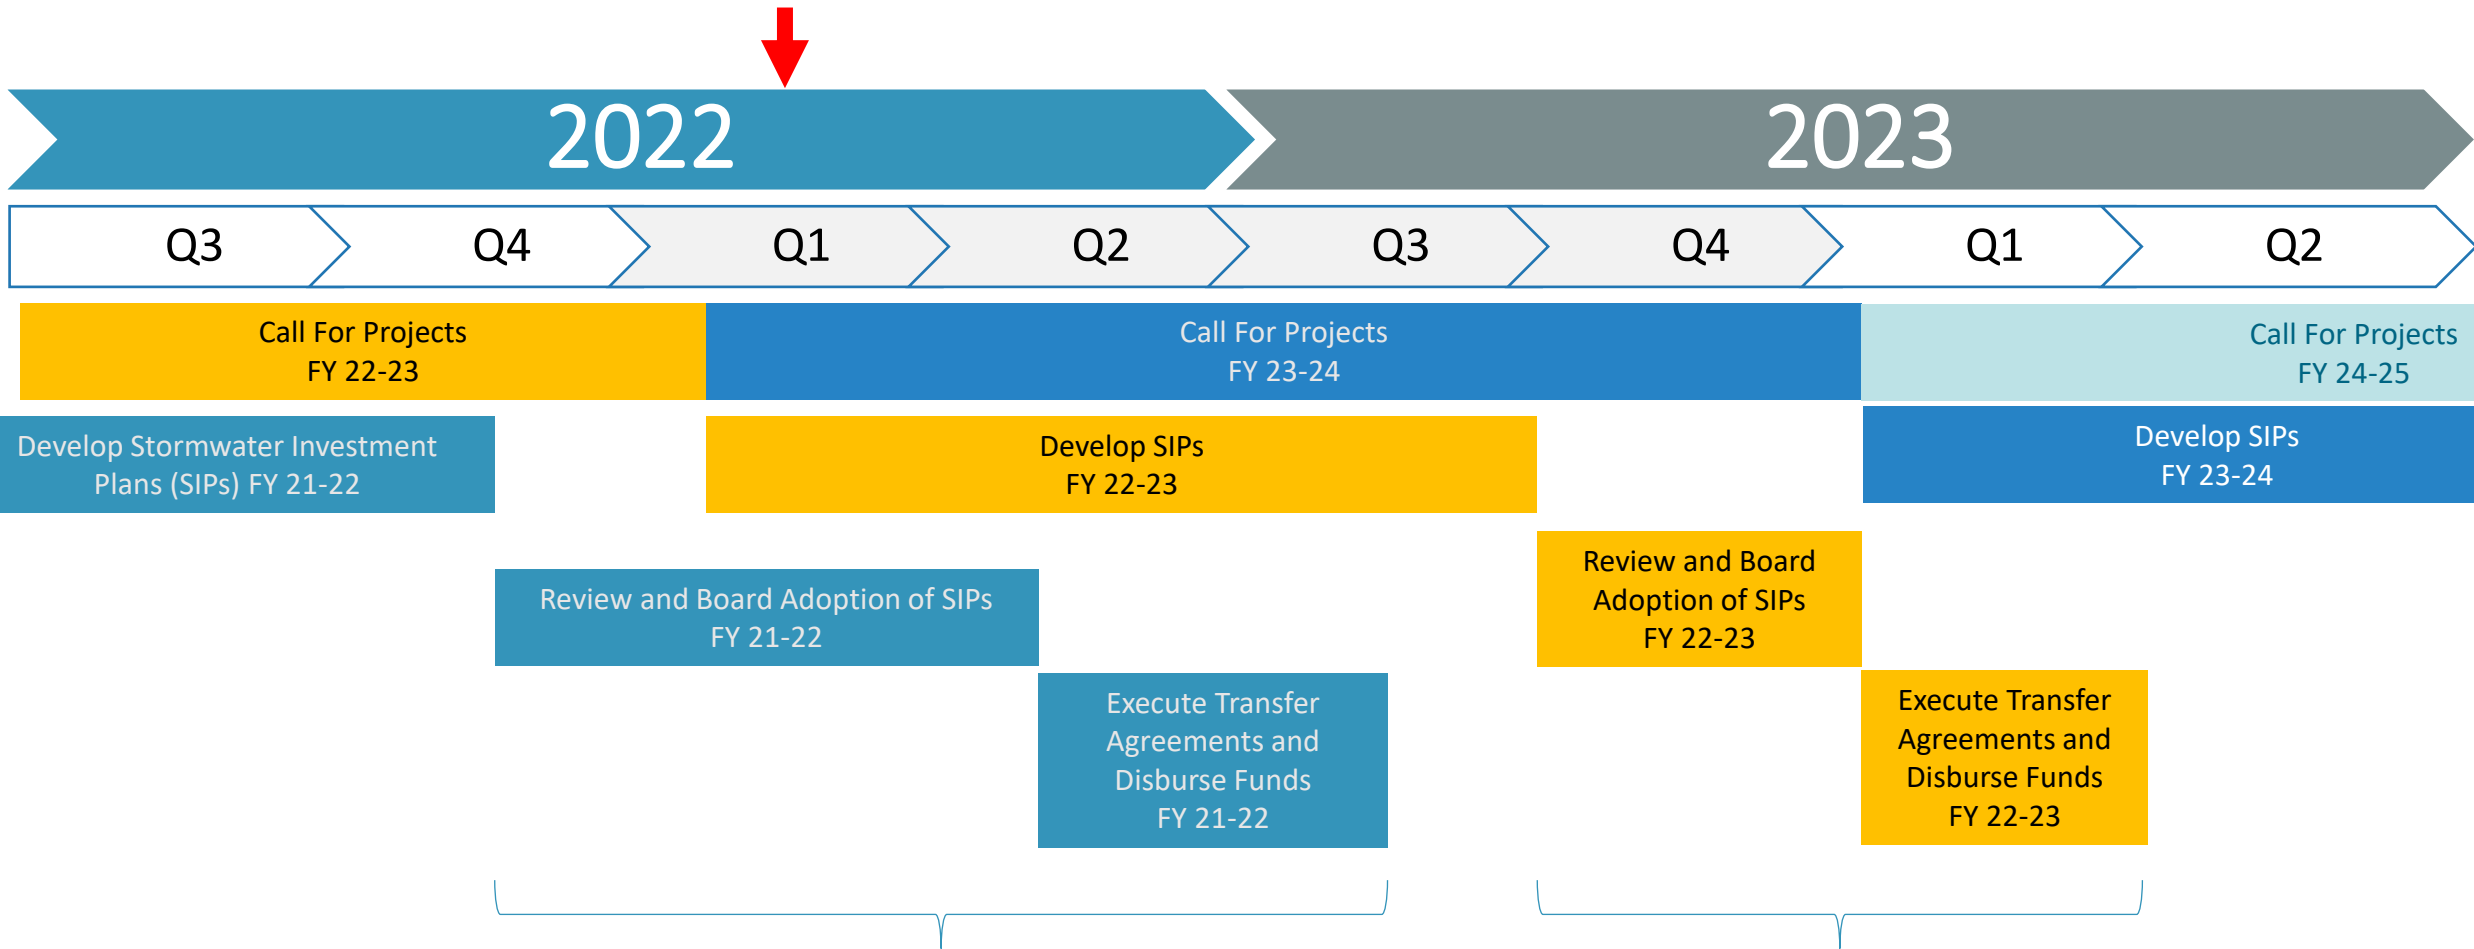 2022
2023
Q3
Q4
Q1
Q2
Q3
Q4
Q1
Q2
Call For Projects
FY 22-23
Call For Projects
FY 23-24
Call For Projects
FY 24-25
Develop Stormwater Investment
Plans (SIPs) FY 21-22
Develop SIPs
FY 22-23
Develop SIPs
FY 23-24
Review and Board Adoption of SIPs
FY 21-22
Review and Board
Adoption of SIPs
FY 22-23
Execute Transfer
Agreements and
Disburse Funds
FY 21-22
Execute Transfer
Agreements and
Disburse Funds
FY 22-23